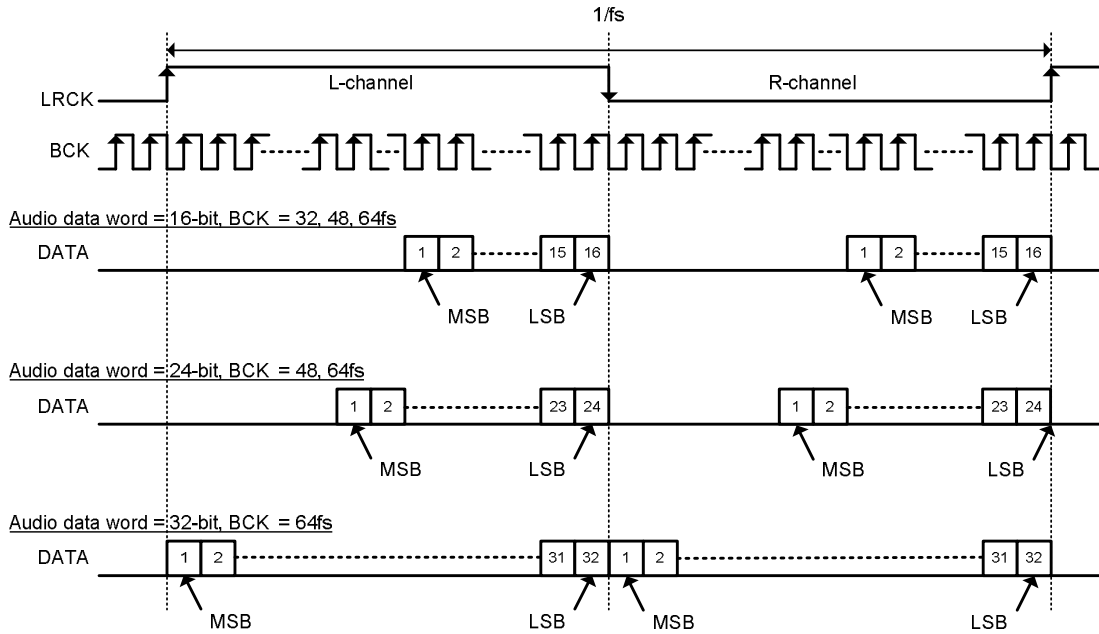 1/fs
L-channel R-channel
LRCK
BCK
Audio data word = 16-bit, BCK = 32, 48, 64fs
DATA 1 2 15 16 1 2 15 16
MSB LSB MSB LSB
Audio data word = 24-bit, BCK = 48, 64fs
DATA 1 2 23 24 1 2 23 24
MSB LSB MSB LSB
Audio data word = 32-bit, BCK = 64fs
DATA 1 2 31 32 1 2 31 32
MSB LSB MSB LSB